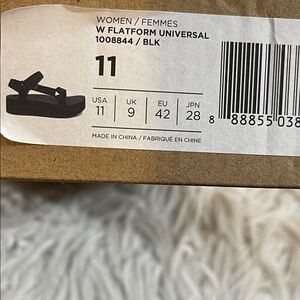 WOMEN / FEMMES
W FLATFORM UNIVERSAL
1008844 / BLK
11
USA UK EU JPN
11 9 42 28
8 88855 038
MADE IN CHINA / FABRIQUÉ EN CHINE